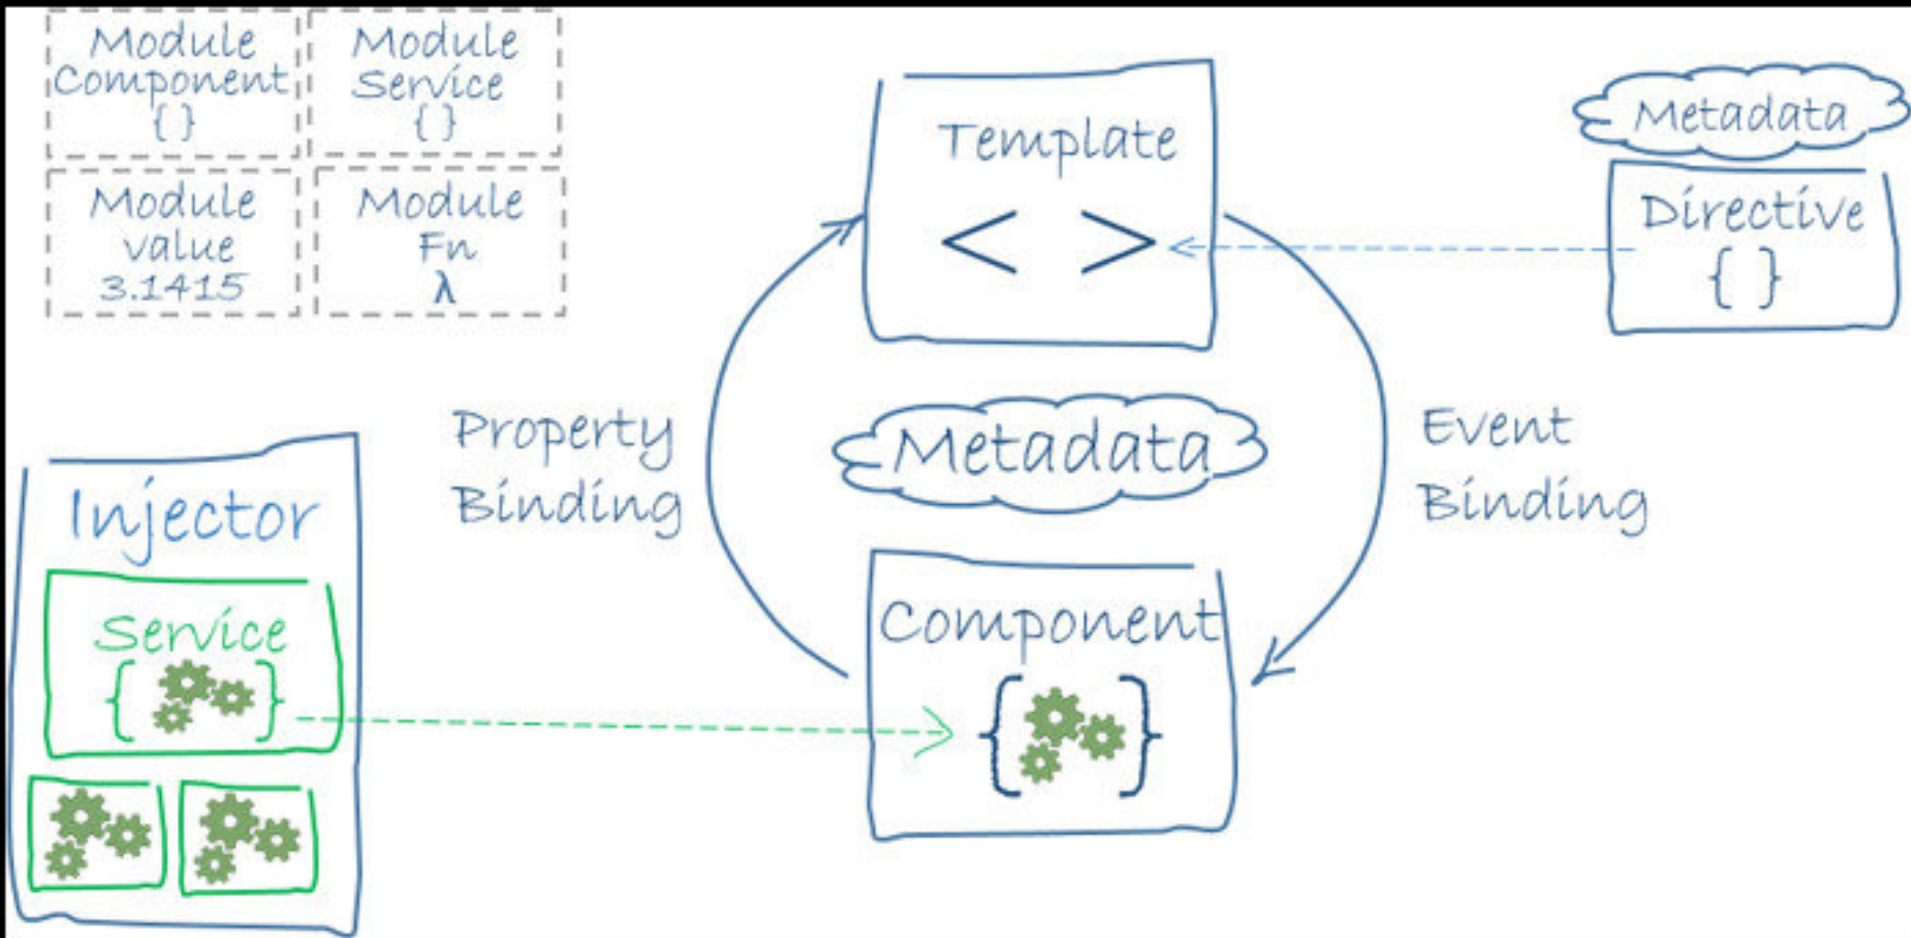 Module
Component
{ }
Module
Service
{ }
Module
value
3.1415
Module
Fn
λ
Template
< >
Metadata
Directive
{ }
Property
Binding
Metadata
Event
Binding
Injector
Service
{ }
Component
{ }